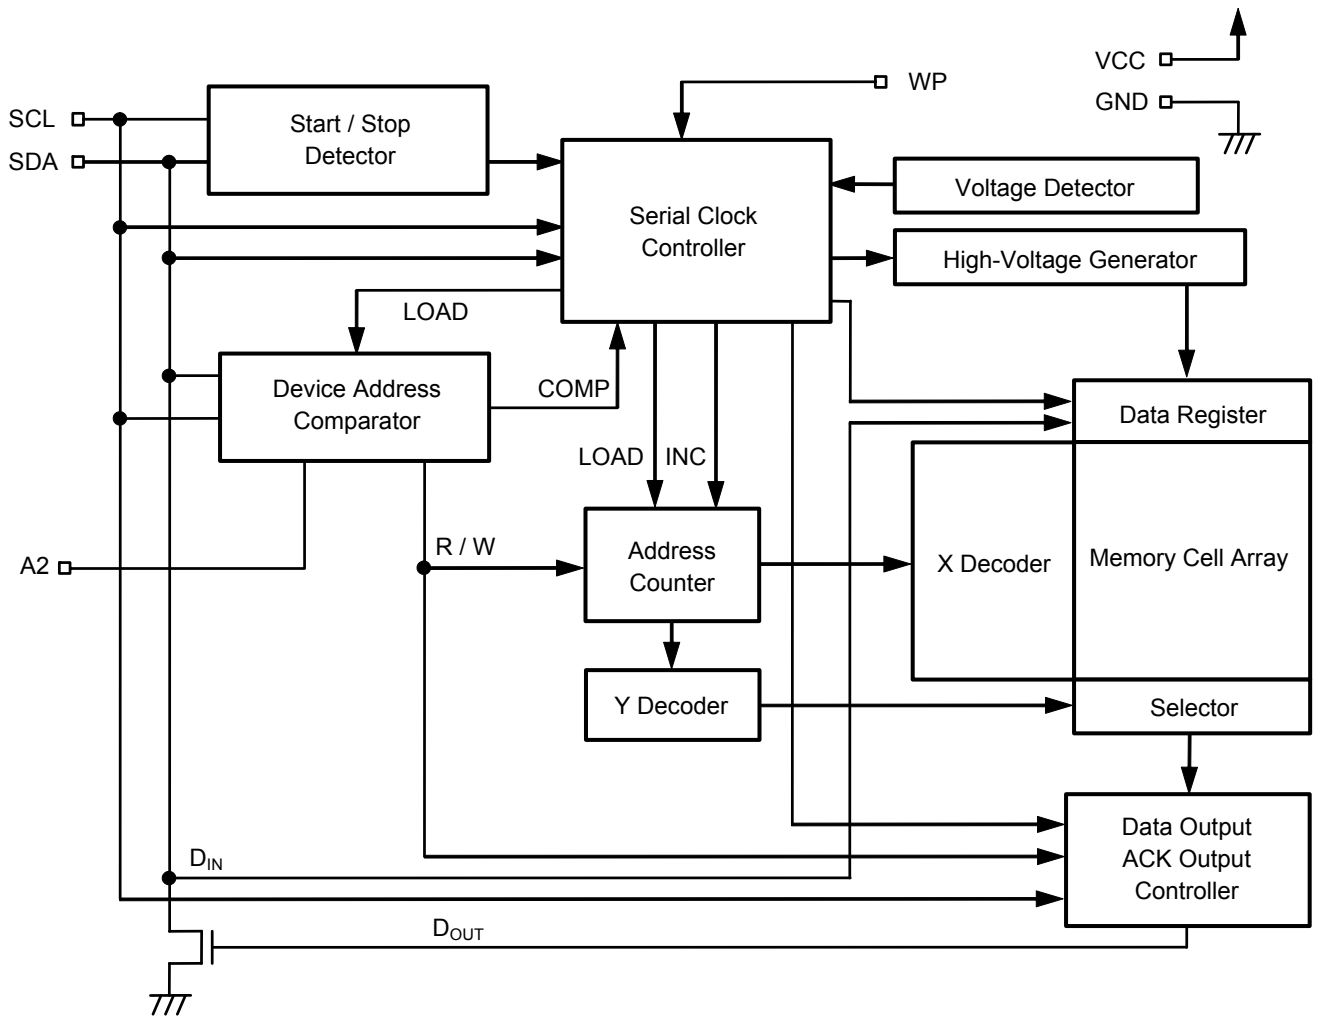 VCC
WP
GND
SCL
SDA
Start / Stop
Detector
Voltage Detector
Serial Clock
Controller
High-Voltage Generator
LOAD
Device Address
Comparator
COMP
Data Register
LOAD
INC
A2
R / W
Address
Counter
X Decoder
Memory Cell Array
Y Decoder
Selector
Data Output
ACK Output
Controller
DIN
DOUT